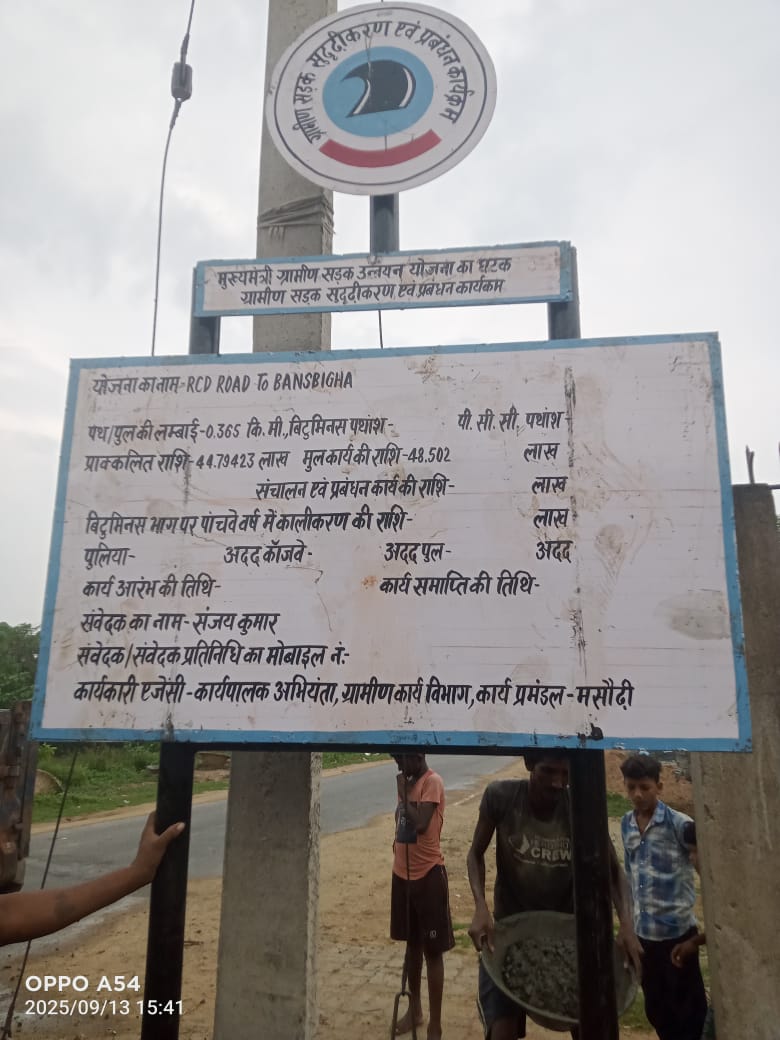 ग्रामीण सड़क सुदृढ़ीकरण एवं प्रबंधन कार्यक्रम
मुख्यमंत्री ग्रामीण सड़क उन्नयन योजना का घटक
ग्रामीण सड़क सुदृढ़ीकरण एवं प्रबंधन कार्यक्रम
योजना का नाम-RCD ROAD TO BANSBIGHA
पथ/पुल की लम्बाई-0.365 कि.मी.,बिटुमिनस पथांश- पी. सी. सी. पथांश-
प्राक्कलित राशि-44.79423 लाख मुल कार्य की राशि-48.502 लाख
संचालन एवं प्रबंधन कार्य की राशि- लाख
बिटुमिनस भाग पर पांचवे वर्ष में कालीकरण की राशि- लाख
पुलिया- अदद कॉजवे- अदद पुल- अदद
कार्य आरंभ की तिथि- कार्य समाप्ति की तिथि-
संवेदक का नाम- संजय कुमार
संवेदक/संवेदक प्रतिनिधि का मोबाइल नं:-
कार्यकारी एजेंसी-कार्यपालक अभियंता, ग्रामीण कार्य विभाग, कार्य प्रमंडल-मसौढ़ी
CREW
OPPO A54
2025/09/13 15:41